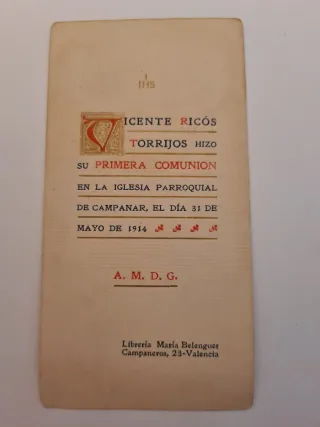 IHS
VICENTE RICÓS
TORRIJOS HIZO
SU PRIMERA COMUNION
EN LA IGLESIA PARROQUIAL
DE CAMPANAR, EL DÍA 31 DE
MAYO DE 1914
A. M. D. G.
Librería María Belenguer
Campaneros, 23-Valencia